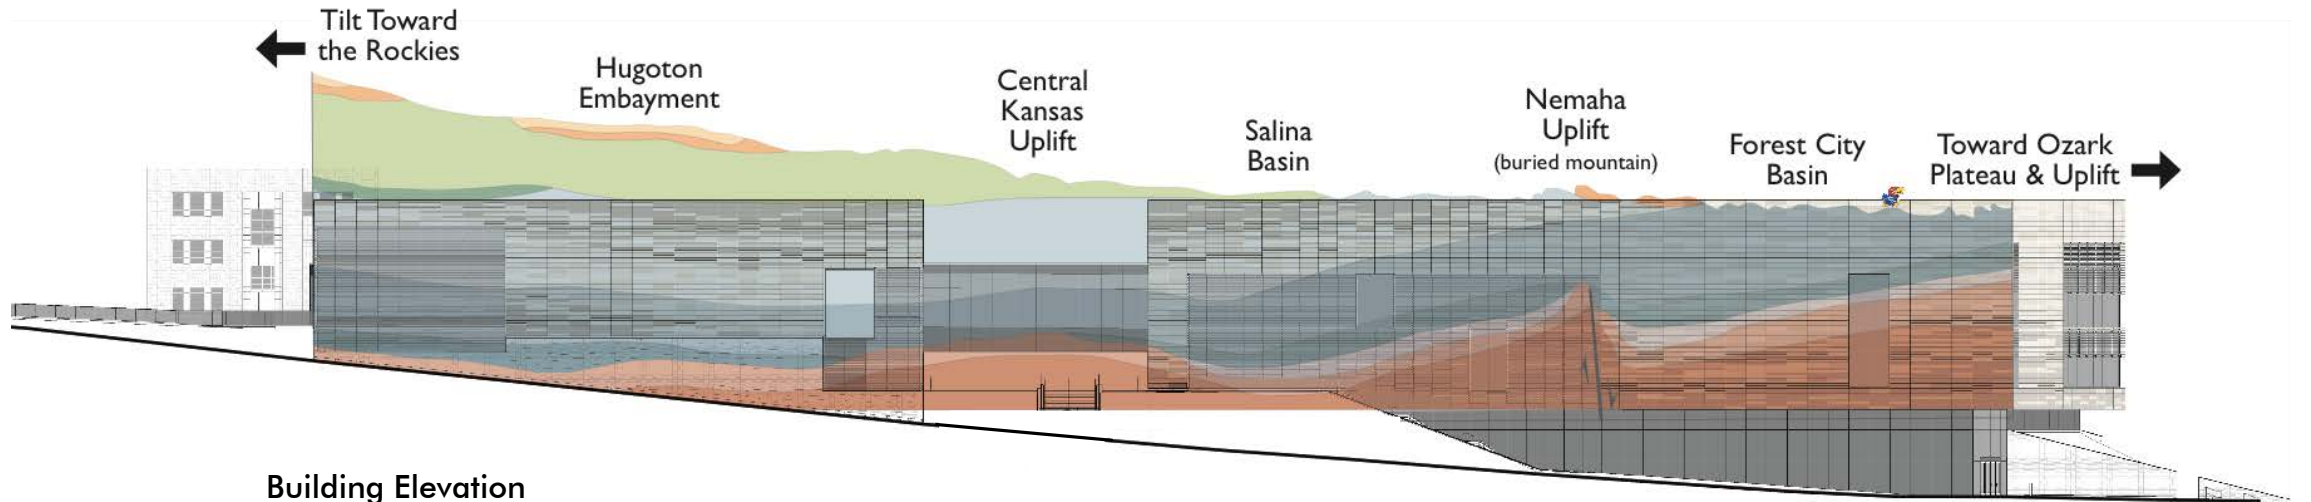 Tilt Toward
the Rockies
Hugoton
Embayment
Central
Kansas
Uplift
Salina
Basin
Nemaha
Uplift
(buried mountain)
Forest City
Basin
Toward Ozark
Plateau & Uplift
Building Elevation